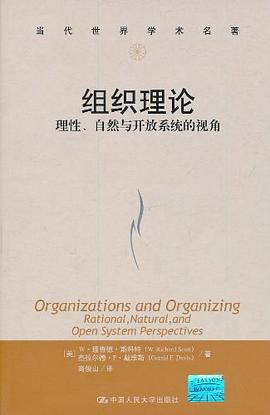 当代世界学术名著
组织理论
理性、自然与开放系统的视角
Organizations and Organizing
Rational, Natural, and
Open System Perspectives
[美] W·理查德·斯科特 (W. Richard Scott)
杰拉尔德·F·戴维斯 (Gerald F. Davis) 著
高俊山 / 译
中国人民大学出版社
PEARSON